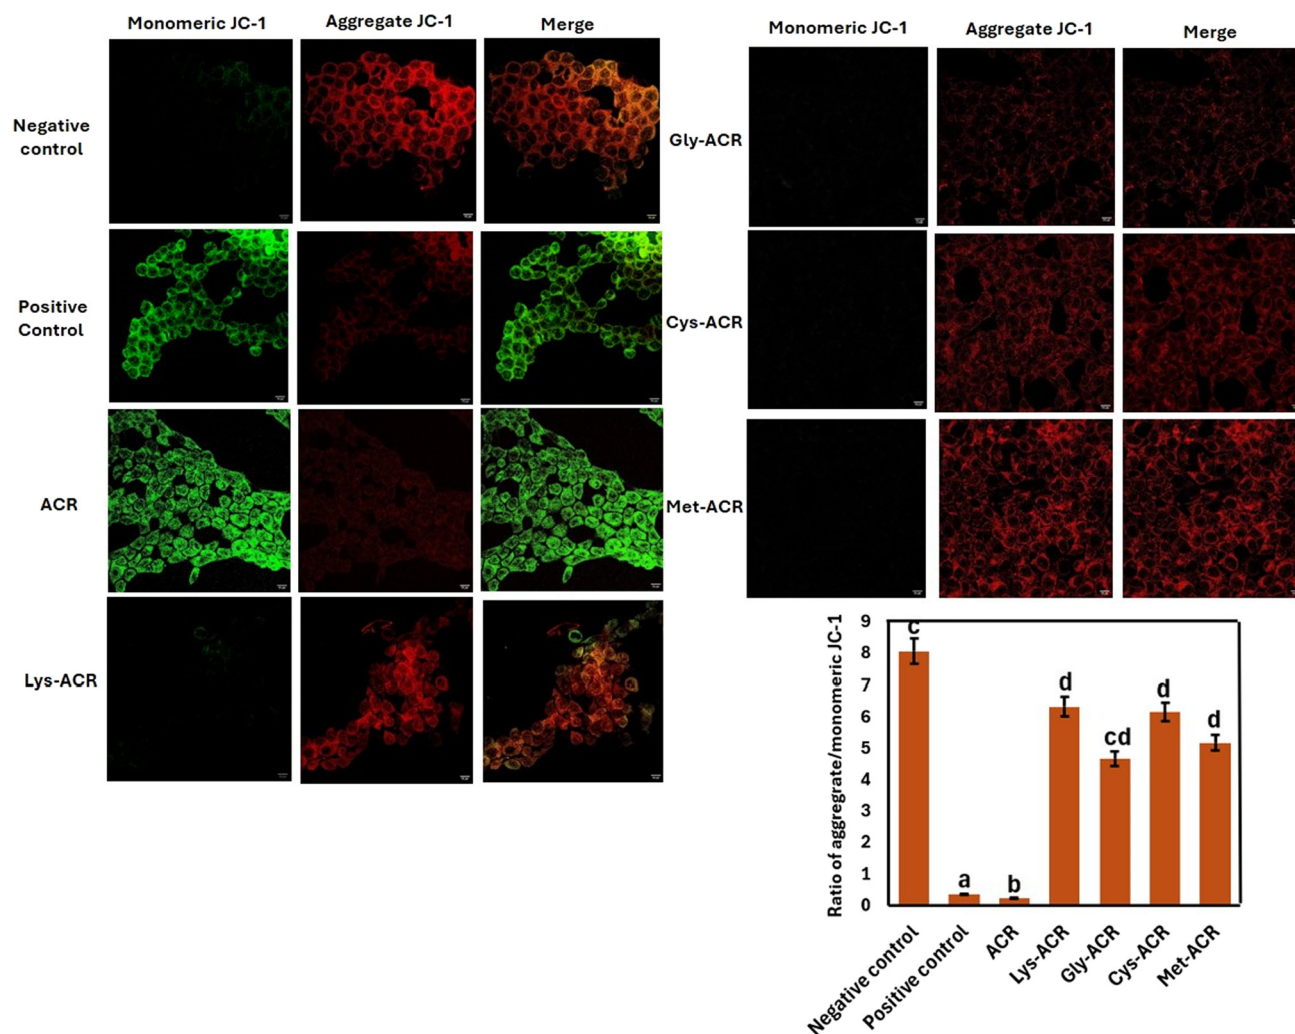 Monomeric JC-1 Aggregate JC-1 Merge
Negative
control
Positive
Control
ACR
Lys-ACR
Monomeric JC-1 Aggregate JC-1 Merge
Gly-ACR
Cys-ACR
Met-ACR
Ratio of aggregrate/monomeric JC-1
9
8
7
6
5
4
3
2
1
0
c
a
b
d
cd
d
d
Negative control
Positive control
ACR
Lys-ACR
Gly-ACR
Cys-ACR
Met-ACR